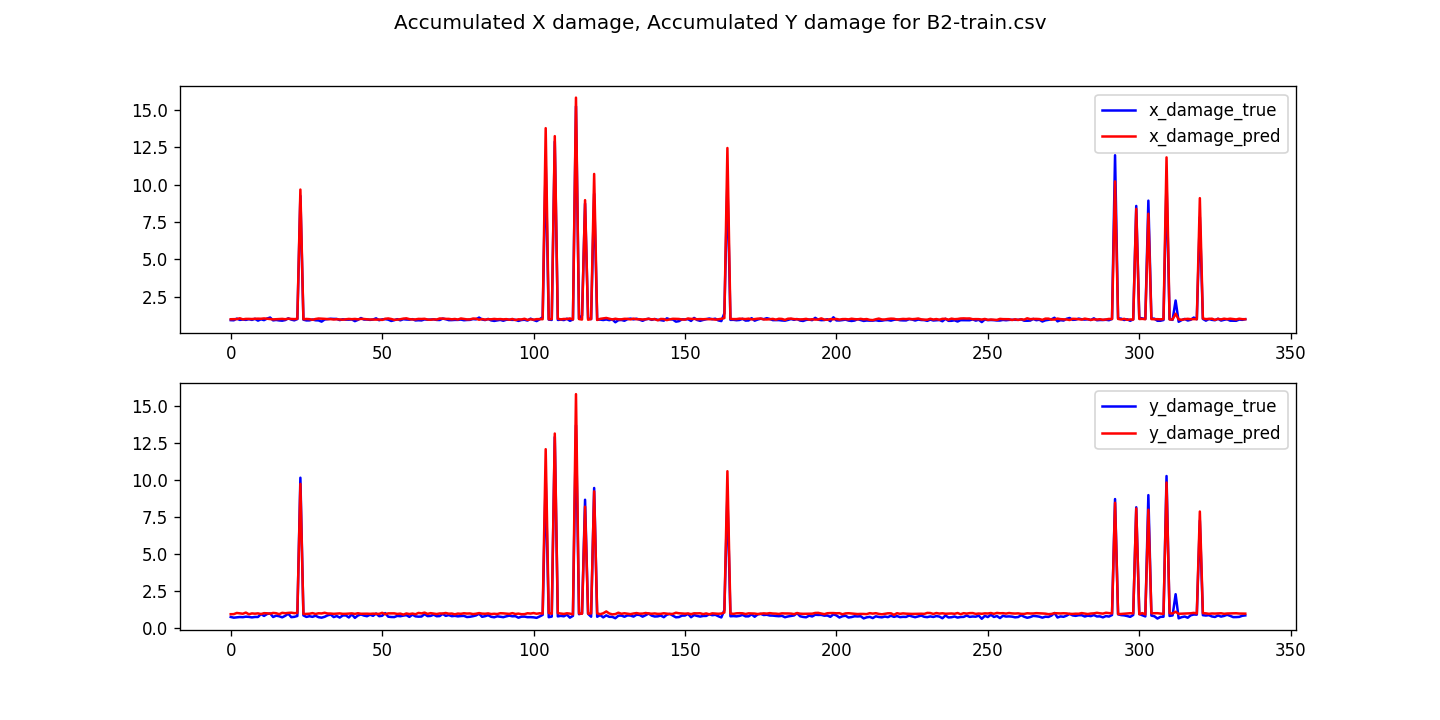 Accumulated X damage, Accumulated Y damage for B2-train.csv
15.0
12.5
10.0
7.5
5.0
2.5
x_damage_true
x_damage_pred
0 50 100 150 200 250 300 350
15.0
12.5
10.0
7.5
5.0
2.5
0.0
y_damage_true
y_damage_pred
0 50 100 150 200 250 300 350